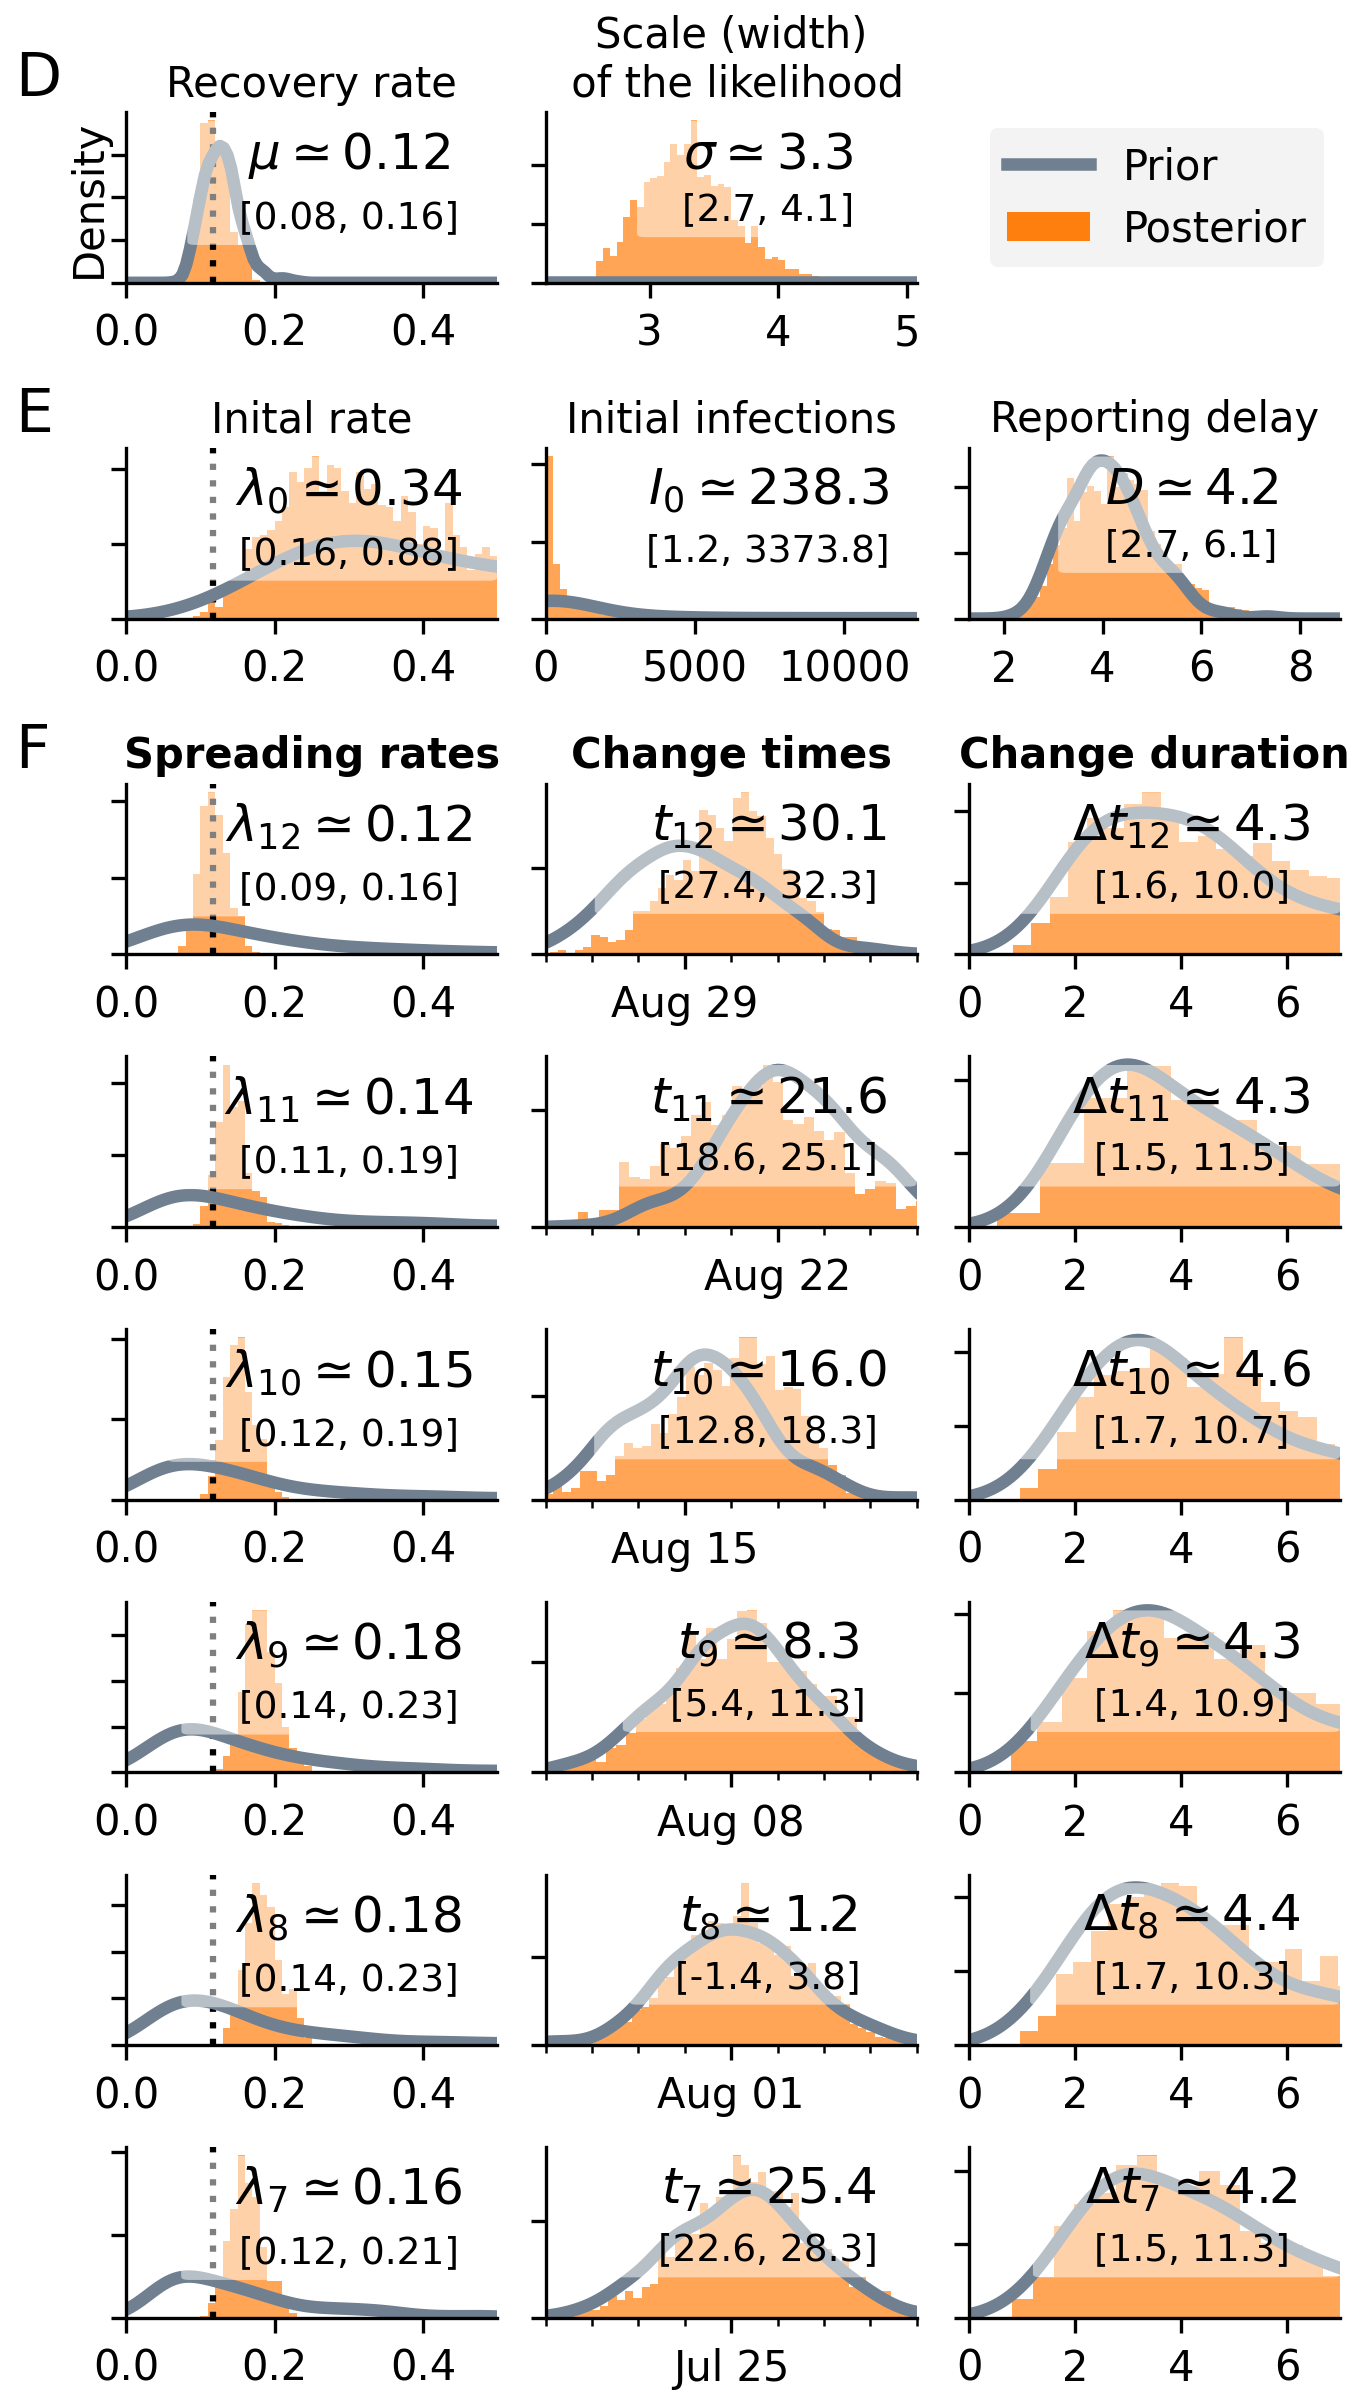 D
Recovery rate
Scale (width)
of the likelihood
Density
μ ≃ 0.12
[0.08, 0.16]
σ ≃ 3.3
[2.7, 4.1]
Prior
Posterior
0.0 0.2 0.4
3 4 5
E
Inital rate
Initial infections
Reporting delay
λ0 ≃ 0.34
[0.16, 0.88]
I0 ≃ 238.3
[1.2, 3373.8]
D ≃ 4.2
[2.7, 6.1]
0.0 0.2 0.4
0 5000 10000
2 4 6 8
F
Spreading rates
Change times
Change duration
λ12 ≃ 0.12
[0.09, 0.16]
t12 ≃ 30.1
[27.4, 32.3]
Δt12 ≃ 4.3
[1.6, 10.0]
0.0 0.2 0.4
Aug 29
0 2 4 6
λ11 ≃ 0.14
[0.11, 0.19]
t11 ≃ 21.6
[18.6, 25.1]
Δt11 ≃ 4.3
[1.5, 11.5]
0.0 0.2 0.4
Aug 22
0 2 4 6
λ10 ≃ 0.15
[0.12, 0.19]
t10 ≃ 16.0
[12.8, 18.3]
Δt10 ≃ 4.6
[1.7, 10.7]
0.0 0.2 0.4
Aug 15
0 2 4 6
λ9 ≃ 0.18
[0.14, 0.23]
t9 ≃ 8.3
[5.4, 11.3]
Δt9 ≃ 4.3
[1.4, 10.9]
0.0 0.2 0.4
Aug 08
0 2 4 6
λ8 ≃ 0.18
[0.14, 0.23]
t8 ≃ 1.2
[-1.4, 3.8]
Δt8 ≃ 4.4
[1.7, 10.3]
0.0 0.2 0.4
Aug 01
0 2 4 6
λ7 ≃ 0.16
[0.12, 0.21]
t7 ≃ 25.4
[22.6, 28.3]
Δt7 ≃ 4.2
[1.5, 11.3]
0.0 0.2 0.4
Jul 25
0 2 4 6